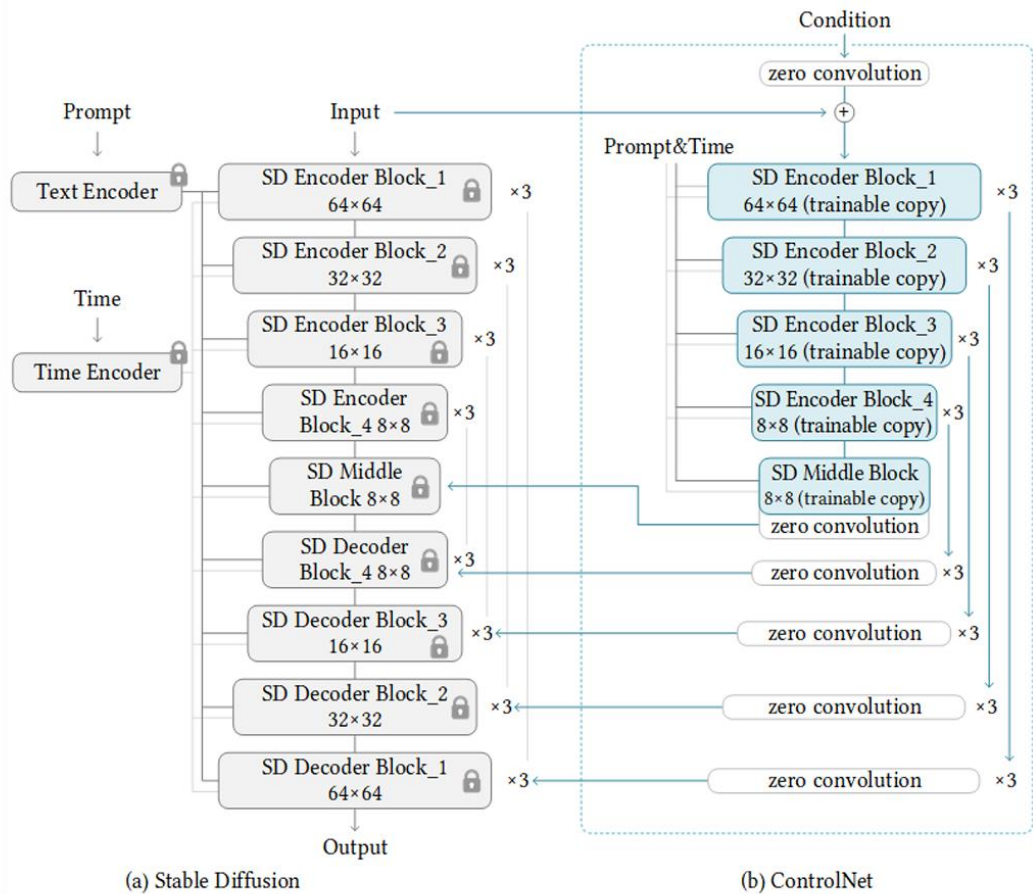 Condition
zero convolution
Prompt
Input
+
Prompt&Time
Text Encoder
SD Encoder Block_1
64×64
×3
SD Encoder Block_1
64×64 (trainable copy)
×3
SD Encoder Block_2
32×32
×3
SD Encoder Block_2
32×32 (trainable copy)
×3
Time
Time Encoder
SD Encoder Block_3
16×16
×3
SD Encoder Block_3
16×16 (trainable copy)
×3
SD Encoder
Block_4 8×8
×3
SD Encoder Block_4
8×8 (trainable copy)
×3
SD Middle
Block 8×8
SD Middle Block
8×8 (trainable copy)
zero convolution
SD Decoder
Block_4 8×8
×3
zero convolution
×3
SD Decoder Block_3
16×16
×3
zero convolution
×3
SD Decoder Block_2
32×32
×3
zero convolution
×3
SD Decoder Block_1
64×64
×3
zero convolution
×3
Output
(a) Stable Diffusion
(b) ControlNet